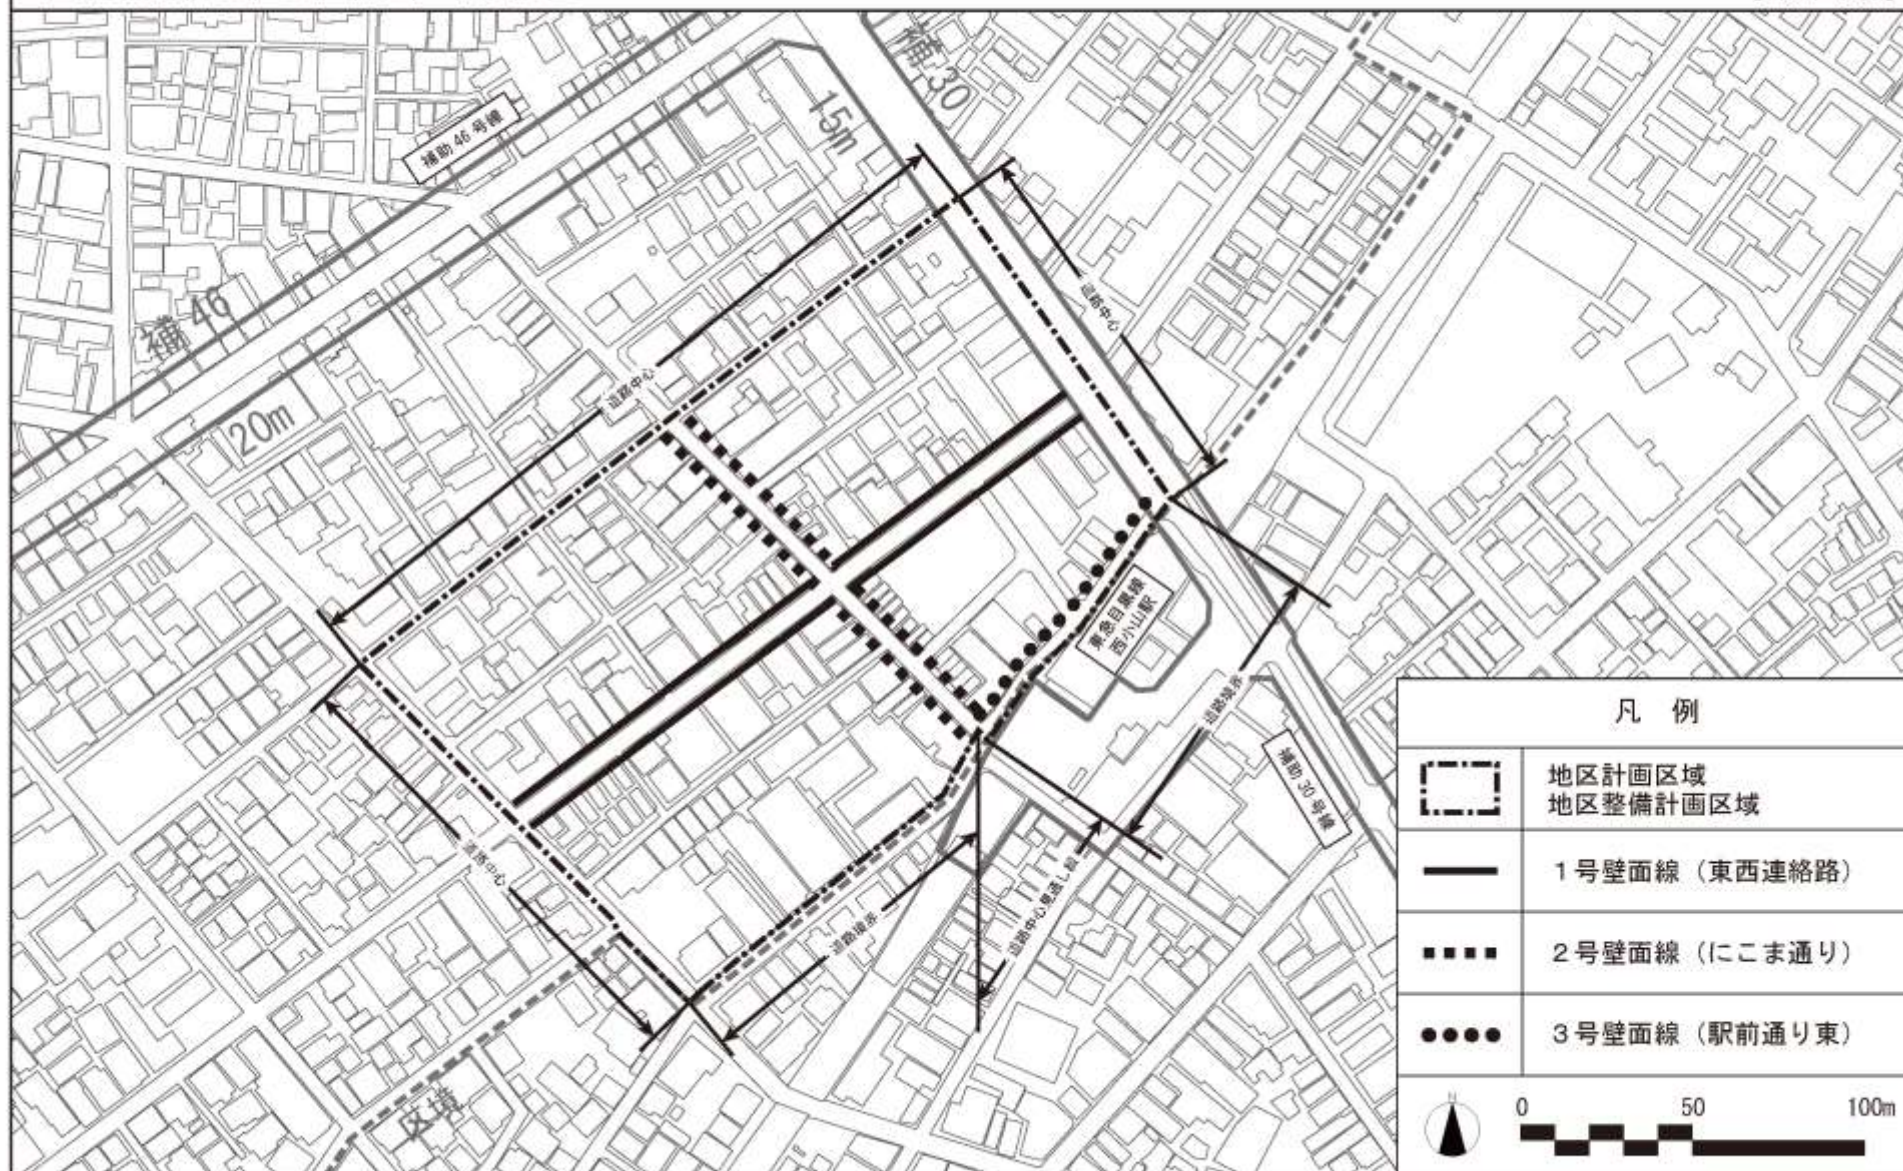 補30
15m
補助46号線
道路中心
補46
道路中心
20m
東急目黒線
西小山駅
道路境界
補助30号線
道路中心
道路境界
道路中心見通し線
区境
凡 例
地区計画区域
地区整備計画区域
1号壁面線（東西連絡路）
2号壁面線（にこま通り）
3号壁面線（駅前通り東）
N
0 50 100m